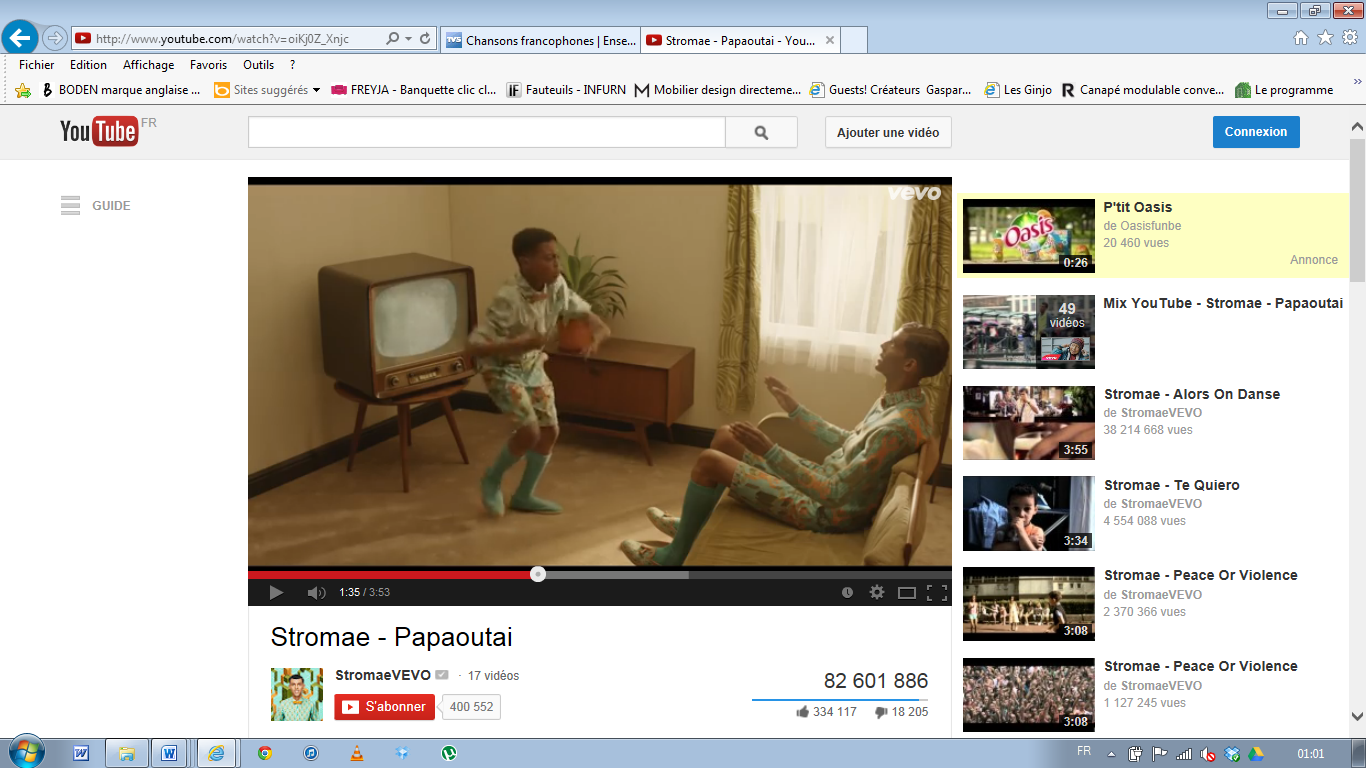 http://www.youtube.com/watch?v=oiKj0Z_Xnjc
Chansons francophones | Ense...
Stromae - Papaoutai - You...
Fichier Edition Affichage Favoris Outils ?
BODEN marque anglaise ... Sites suggérés FREYJA - Banquette clic cl... Fauteuils - INFURN Mobilier design directeme... Guests! Créateurs Gaspar... Les Ginjo Canapé modulable conve... Le programme
YouTube FR
Ajouter une vidéo
Connexion
GUIDE
vevo
Oasis
0:26
P'tit Oasis
de Oasisfunbe
20 460 vues
Annonce
49
vidéos
Mix YouTube - Stromae - Papaoutai
3:55
Stromae - Alors On Danse
de StromaeVEVO
38 214 668 vues
3:34
Stromae - Te Quiero
de StromaeVEVO
4 554 088 vues
3:08
Stromae - Peace Or Violence
de StromaeVEVO
2 370 366 vues
3:08
Stromae - Peace Or Violence
de StromaeVEVO
1 127 245 vues
1:35 / 3:53
Stromae - Papaoutai
StromaeVEVO · 17 vidéos
S'abonner 400 552
82 601 886
334 117 18 205
FR
01:01